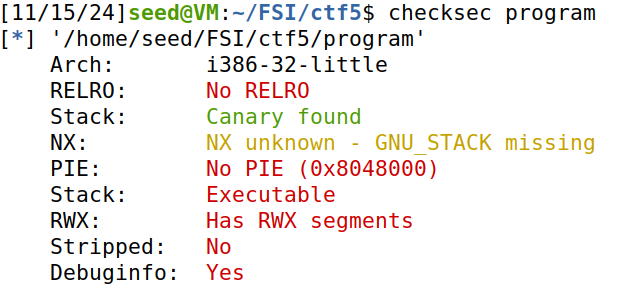 [11/15/24]seed@VM:~/FSI/ctf5$ checksec program
[*] '/home/seed/FSI/ctf5/program'
    Arch:       i386-32-little
    RELRO:      No RELRO
    Stack:      Canary found
    NX:         NX unknown - GNU_STACK missing
    PIE:        No PIE (0x8048000)
    Stack:      Executable
    RWX:        Has RWX segments
    Stripped:   No
    Debuginfo:  Yes